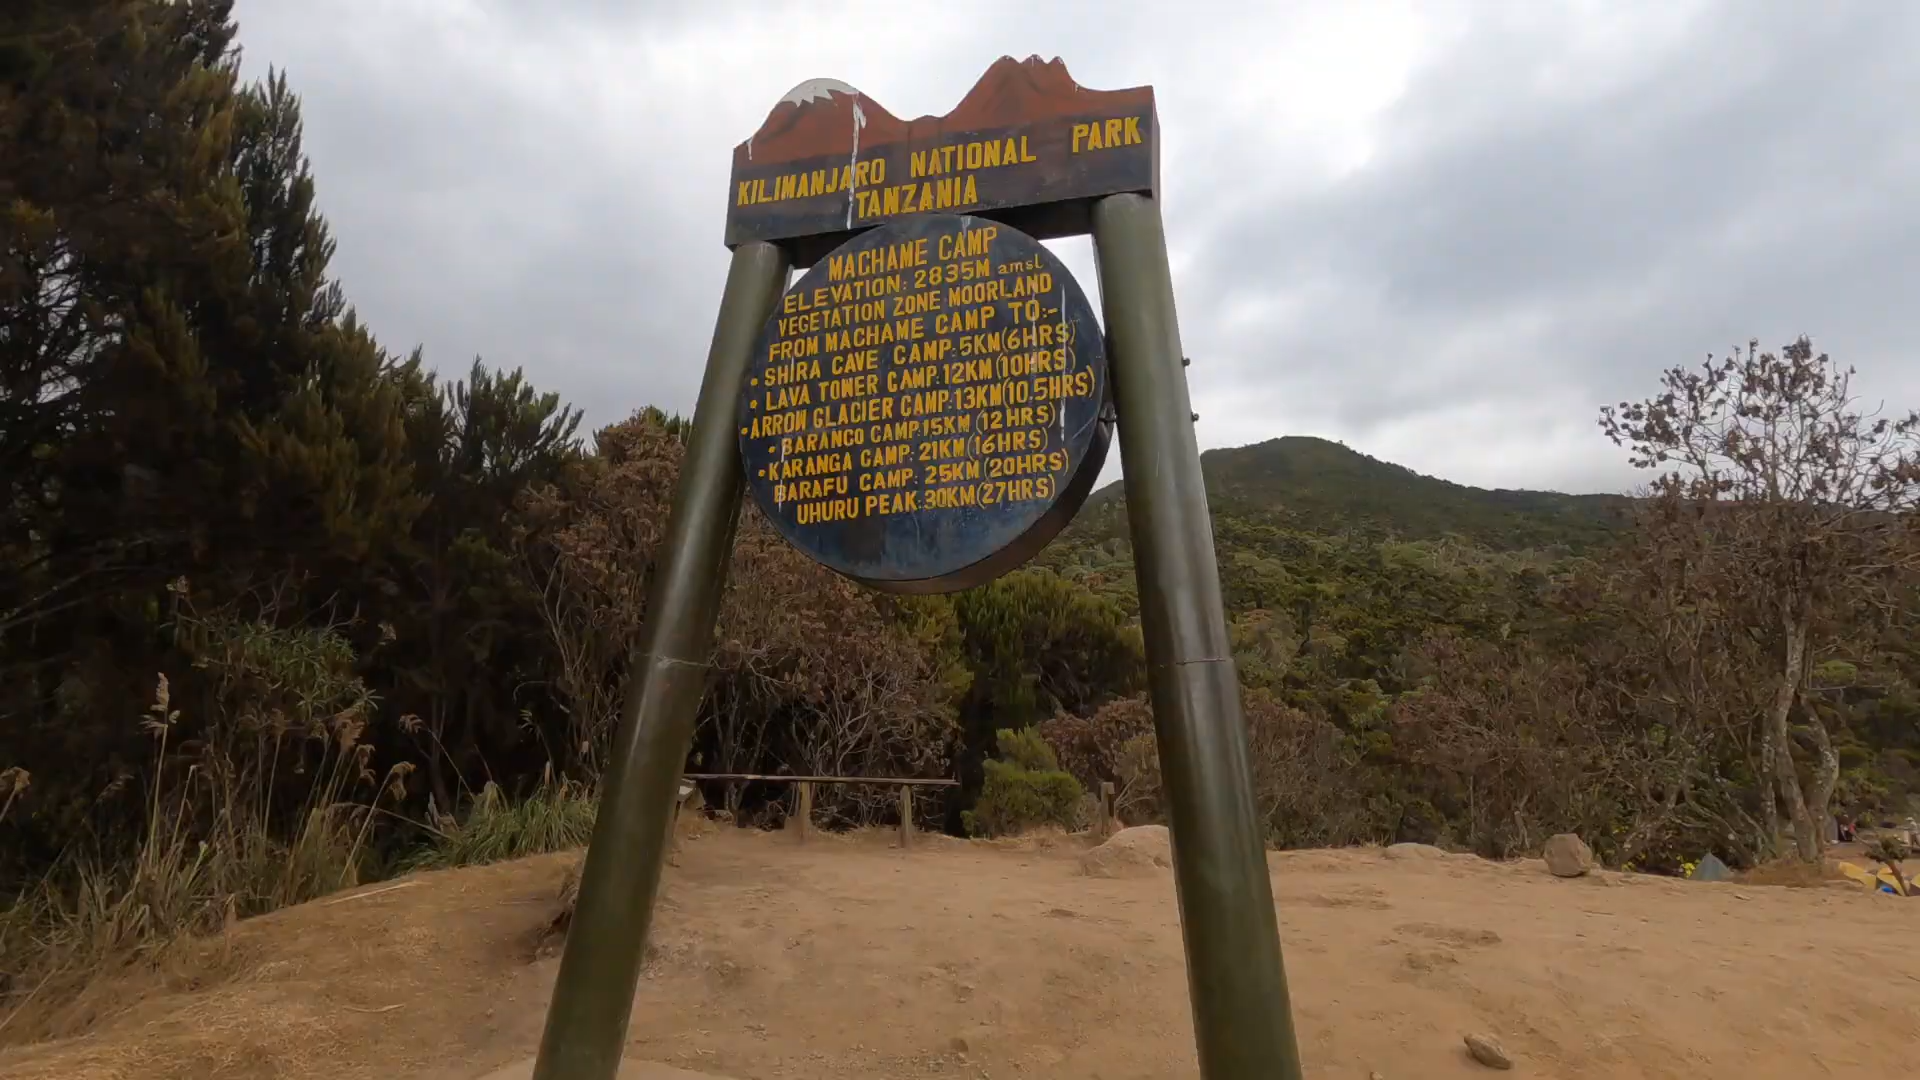 KILIMANJARO NATIONAL PARK
TANZANIA
MACHAME CAMP
ELEVATION: 2835M amsl
VEGETATION ZONE MOORLAND
FROM MACHAME CAMP TO:-
• SHIRA CAVE CAMP: 5KM(6HRS)
• LAVA TOWER CAMP: 12KM(10HRS)
• ARROW GLACIER CAMP: 13KM(10.5HRS)
• BARANCO CAMP: 15KM (12HRS)
• KARANGA CAMP: 21KM(16HRS)
BARAFU CAMP: 25KM(20HRS)
UHURU PEAK: 30KM(27HRS)